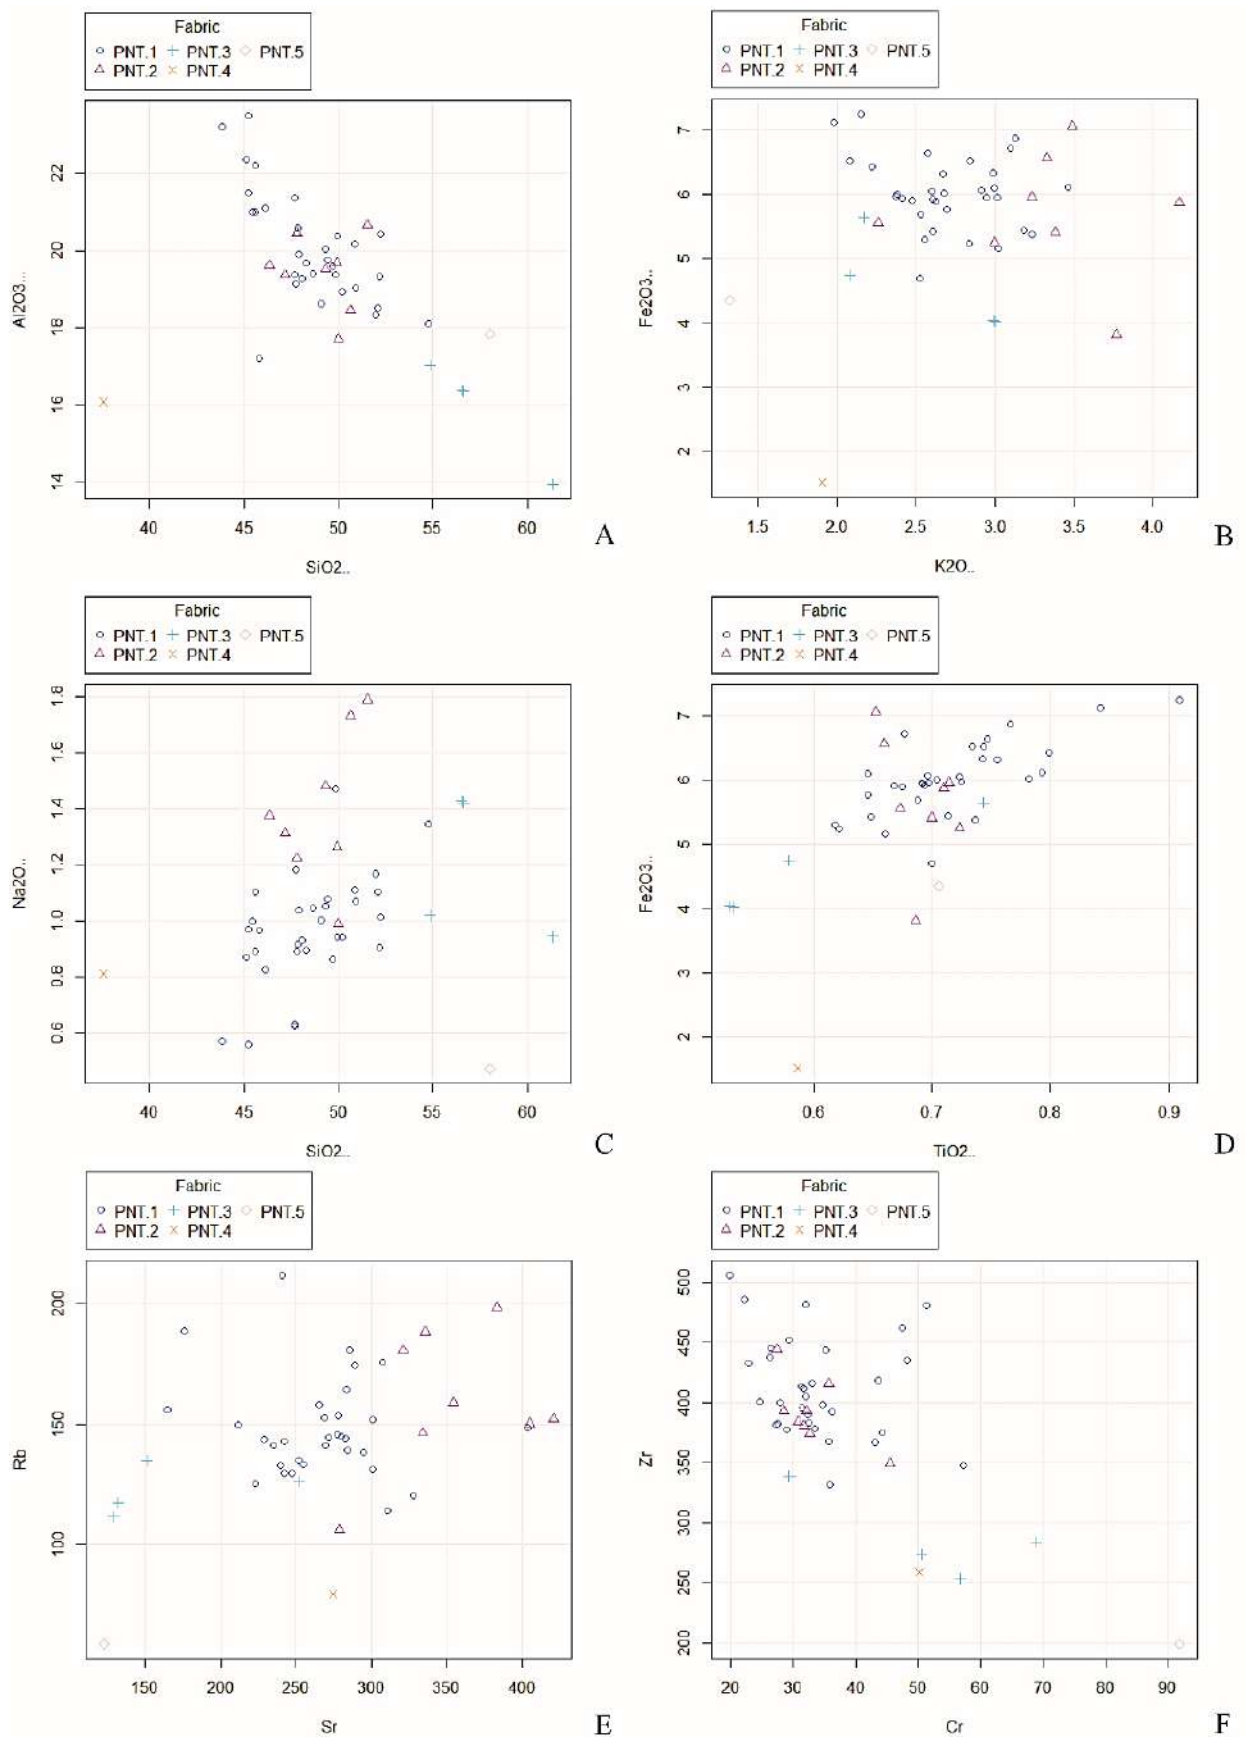 Fabric
PNT.1 PNT.3 PNT.5
PNT.2 PNT.4
Al2O3...
22
20
18
16
14
40 45 50 55 60
SiO2..
A
Fabric
PNT.1 PNT.3 PNT.5
PNT.2 PNT.4
Fe2O3..
7
6
5
4
3
2
1.5 2.0 2.5 3.0 3.5 4.0
K2O..
B
Fabric
PNT.1 PNT.3 PNT.5
PNT.2 PNT.4
Na2O..
1.8
1.6
1.4
1.2
1.0
0.8
0.6
40 45 50 55 60
SiO2..
C
Fabric
PNT.1 PNT.3 PNT.5
PNT.2 PNT.4
Fe2O3..
7
6
5
4
3
2
0.6 0.7 0.8 0.9
TiO2..
D
Fabric
PNT.1 PNT.3 PNT.5
PNT.2 PNT.4
Rb
200
150
100
150 200 250 300 350 400
Sr
E
Fabric
PNT.1 PNT.3 PNT.5
PNT.2 PNT.4
Zr
500
450
400
350
300
250
200
20 30 40 50 60 70 80 90
Cr
F